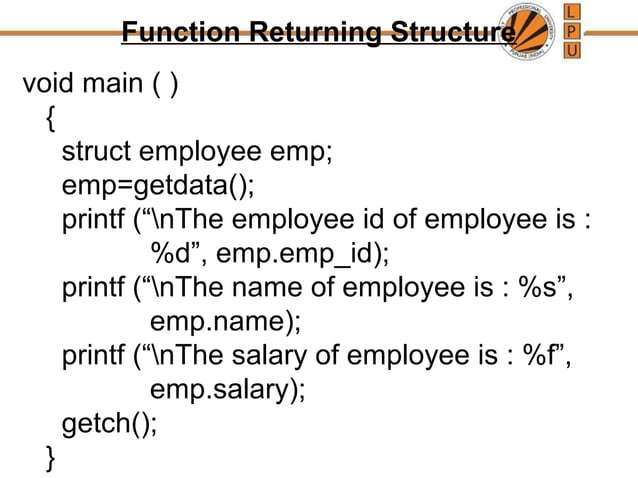 Function Returning Structure
L
P
U
void main ( )
{
struct employee emp;
emp=getdata();
printf (“\nThe employee id of employee is :
%d”, emp.emp_id);
printf (“\nThe name of employee is : %s”,
emp.name);
printf (“\nThe salary of employee is : %f”,
emp.salary);
getch();
}